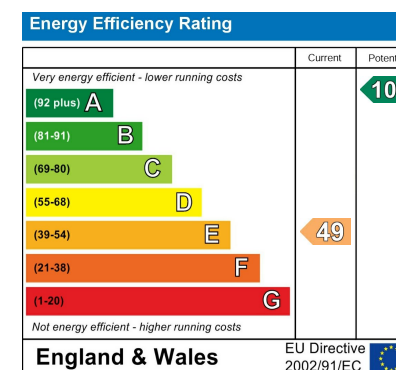 Energy Efficiency Rating
Current Poten
Very energy efficient - lower running costs
(92 plus) A 10
(81-91) B
(69-80) C
(55-68) D
(39-54) E 49
(21-38) F
(1-20) G
Not energy efficient - higher running costs
England & Wales
EU Directive
2002/91/EC